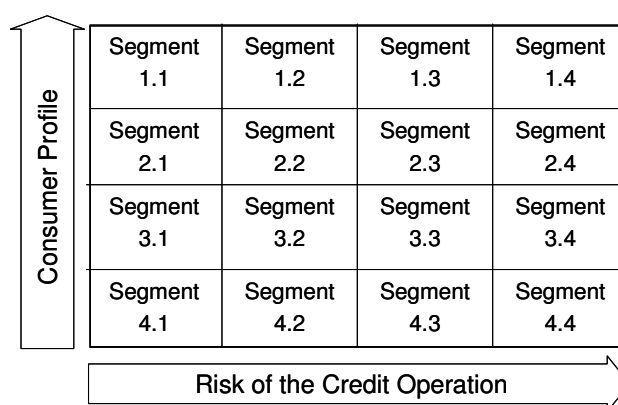 Consumer Profile
Segment Segment Segment Segment
1.1 1.2 1.3 1.4
Segment Segment Segment Segment
2.1 2.2 2.3 2.4
Segment Segment Segment Segment
3.1 3.2 3.3 3.4
Segment Segment Segment Segment
4.1 4.2 4.3 4.4
Risk of the Credit Operation